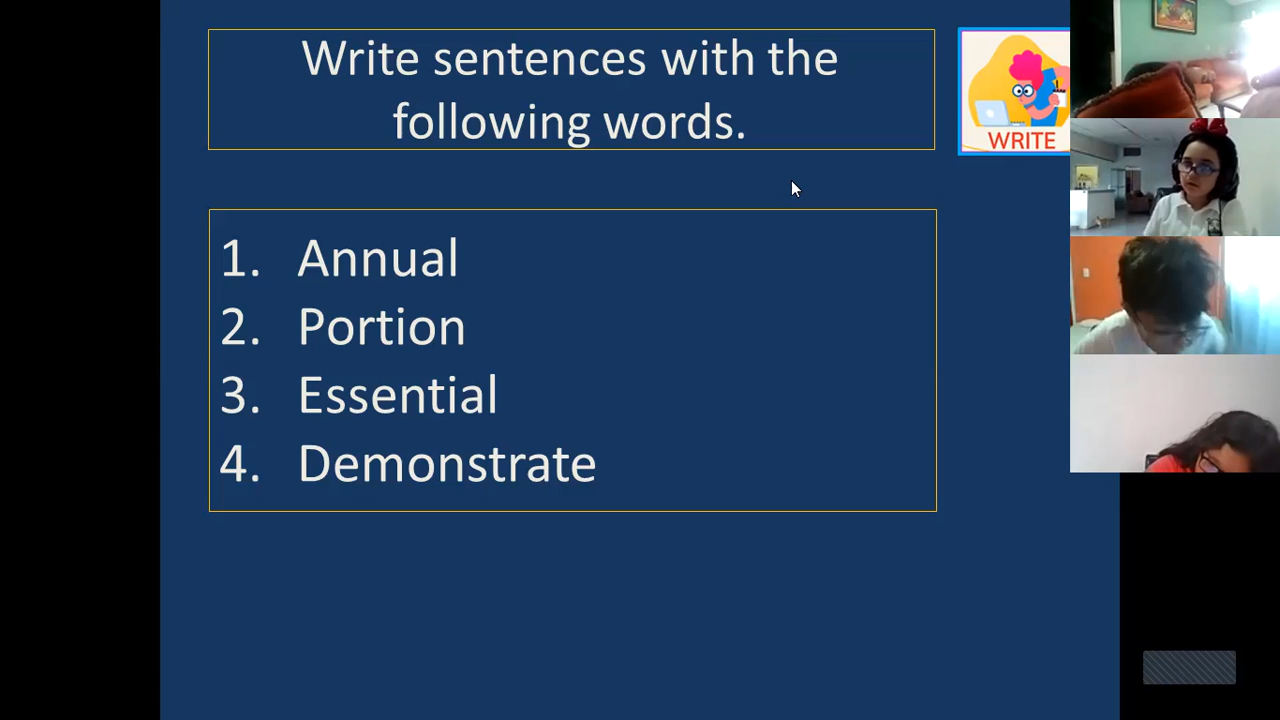 Write sentences with the
following words.
WRITE
1. Annual
2. Portion
3. Essential
4. Demonstrate